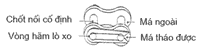 Chốt nối cố định
Má ngoài
Vòng hãm lò xo
Má tháo được